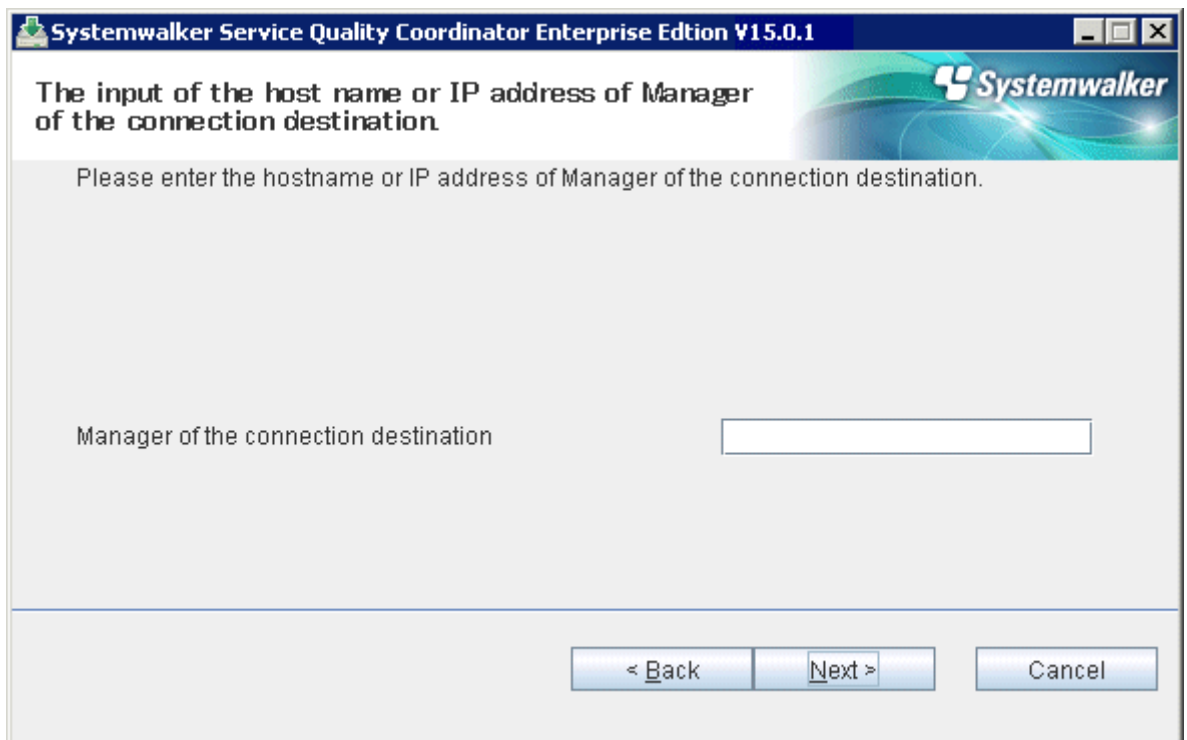 Systemwalker Service Quality Coordinator Enterprise Edtion V15.0.1
The input of the host name or IP address of Manager
of the connection destination.
Systemwalker
Please enter the hostname or IP address of Manager of the connection destination.
Manager of the connection destination
< Back
Next >
Cancel